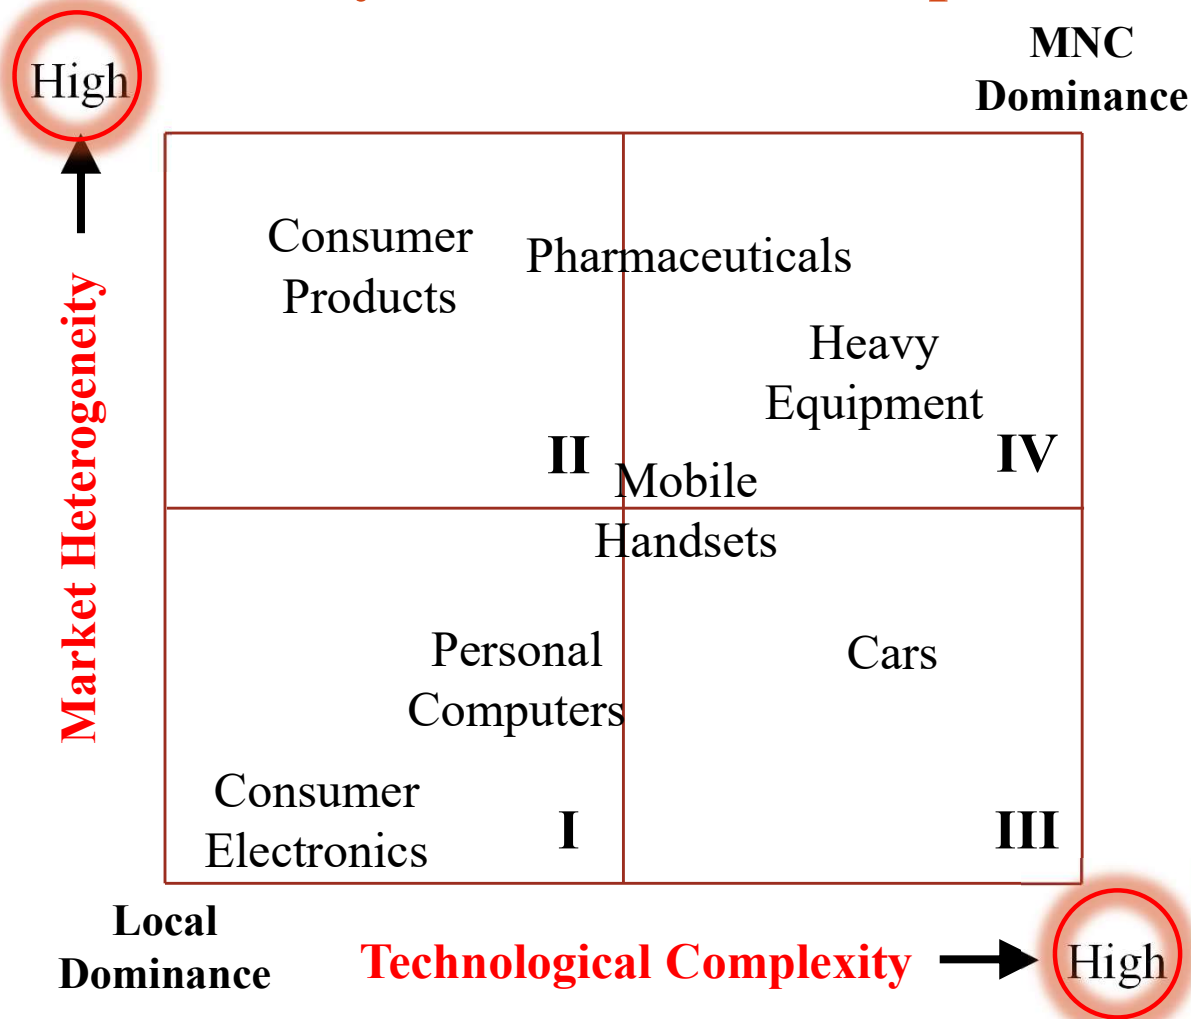 High
MNC
Dominance
Consumer
Products
Pharmaceuticals
Heavy
Equipment
II
IV
Mobile
Handsets
Market Heterogeneity
Personal
Computers
Cars
Consumer
Electronics
I
III
Local
Dominance
Technological Complexity
High